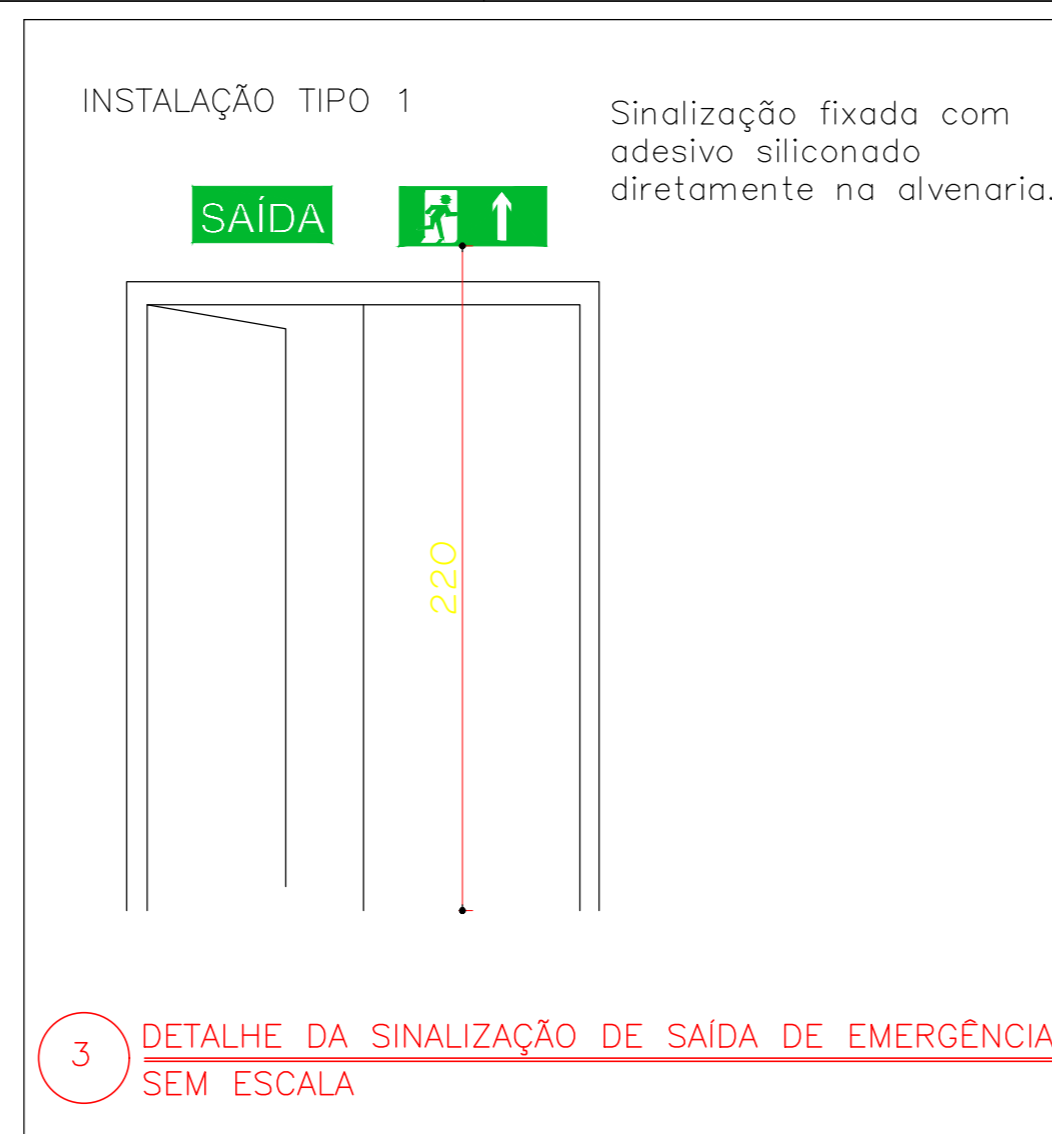 INSTALAÇÃO TIPO 1
Sinalização fixada com
adesivo siliconado
diretamente na alvenaria.
SAÍDA
220
3
DETALHE DA SINALIZAÇÃO DE SAÍDA DE EMERGÊNCIA
SEM ESCALA